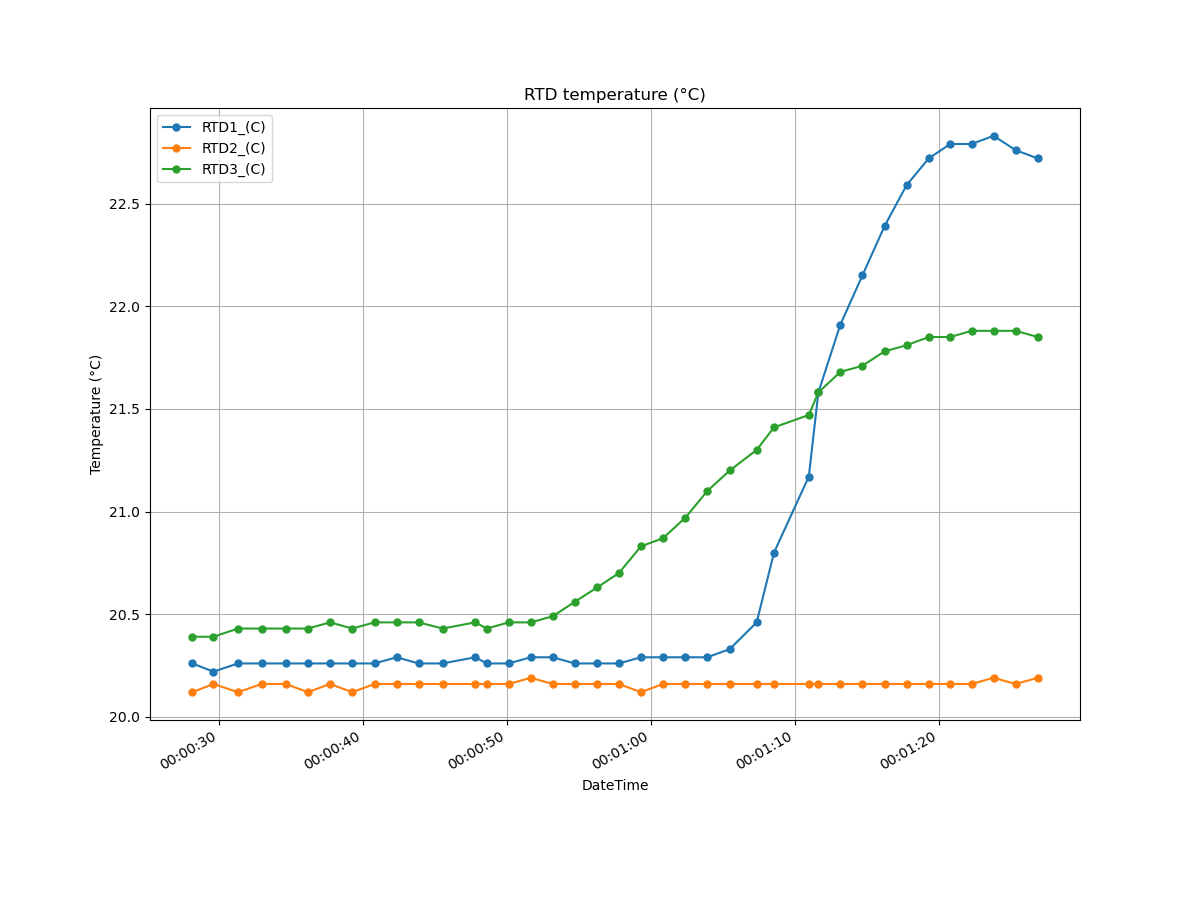 RTD temperature (°C)
RTD1_(C)
RTD2_(C)
RTD3_(C)
22.5
22.0
21.5
21.0
20.5
20.0
Temperature (°C)
00:00:30
00:00:40
00:00:50
00:01:00
00:01:10
00:01:20
DateTime